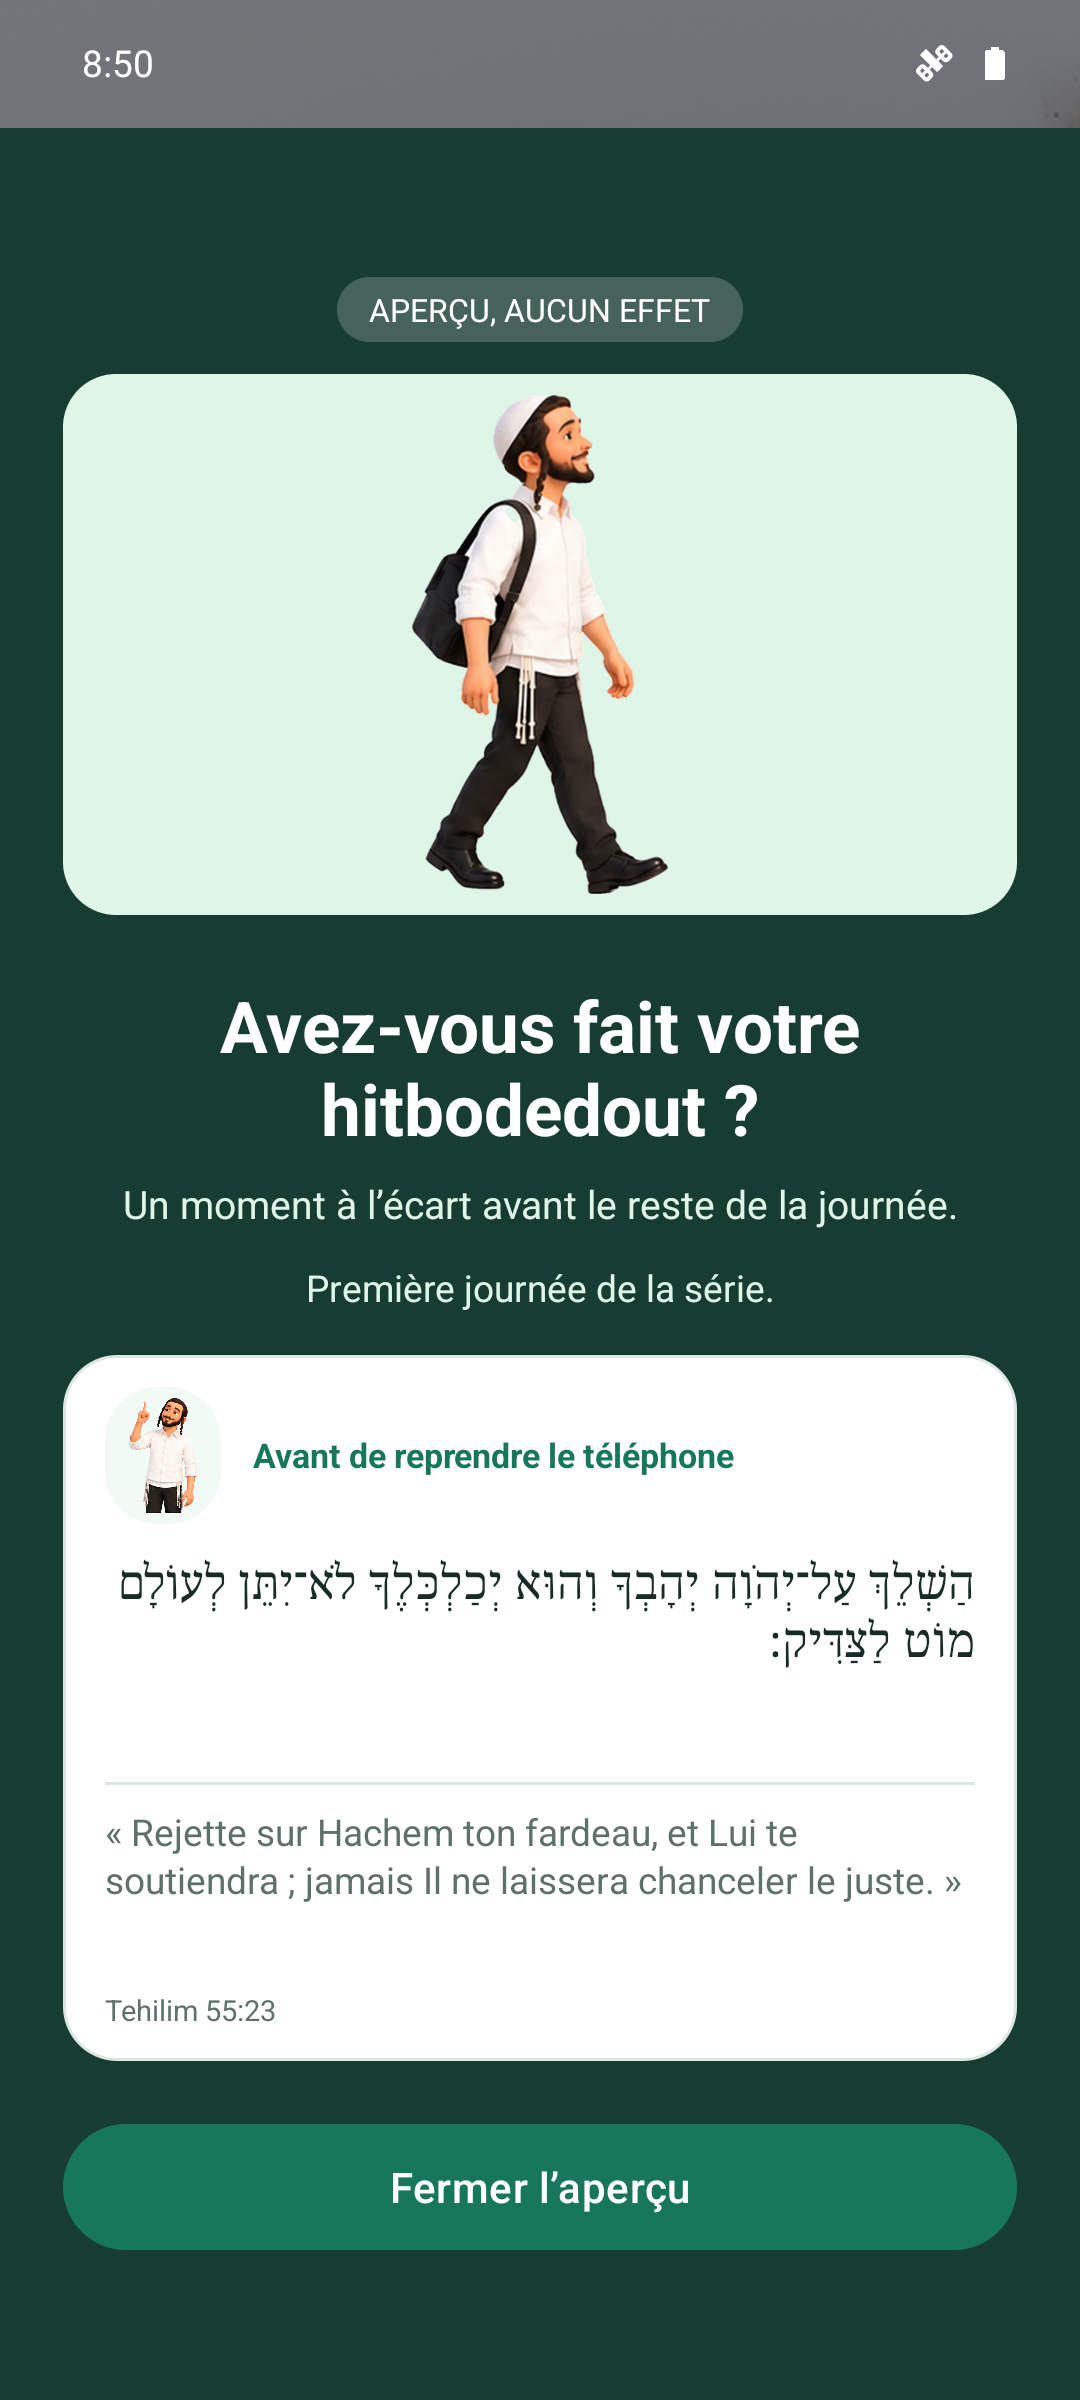 8:50
APERÇU, AUCUN EFFET
Avez-vous fait votre
hitbodedout ?
Un moment à l’écart avant le reste de la journée.
Première journée de la série.
Avant de reprendre le téléphone
הַשְׁלֵךְ עַל־יְהֹוָה יְהָבְךָ וְהוּא יְכַלְכְּלֶךָ לֹא־יִתֵּן לְעוֹלָם
מוֹט לַצַּדִּיק:
« Rejette sur Hachem ton fardeau, et Lui te
soutiendra ; jamais Il ne laissera chanceler le juste. »
Tehilim 55:23
Fermer l’aperçu